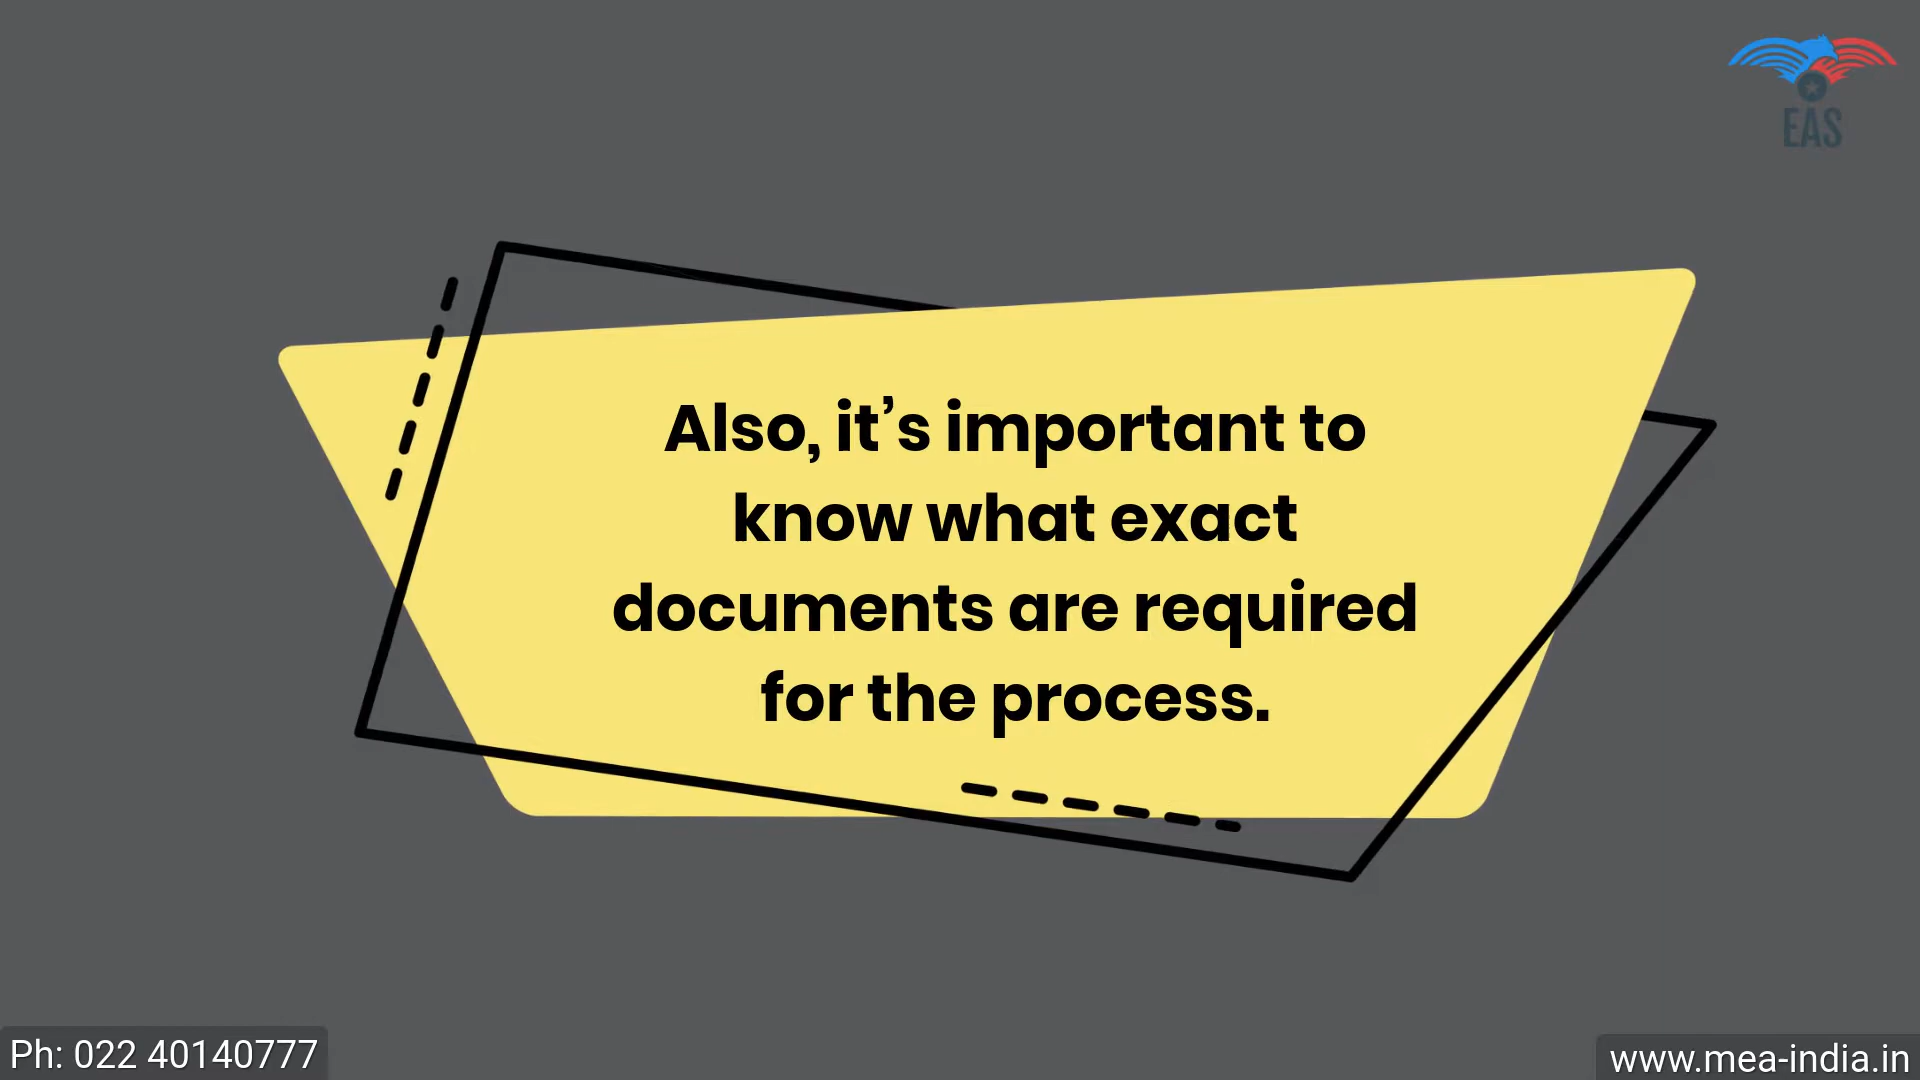 EAS
Also, it’s important to
know what exact
documents are required
for the process.
Ph: 022 40140777
www.mea-india.in